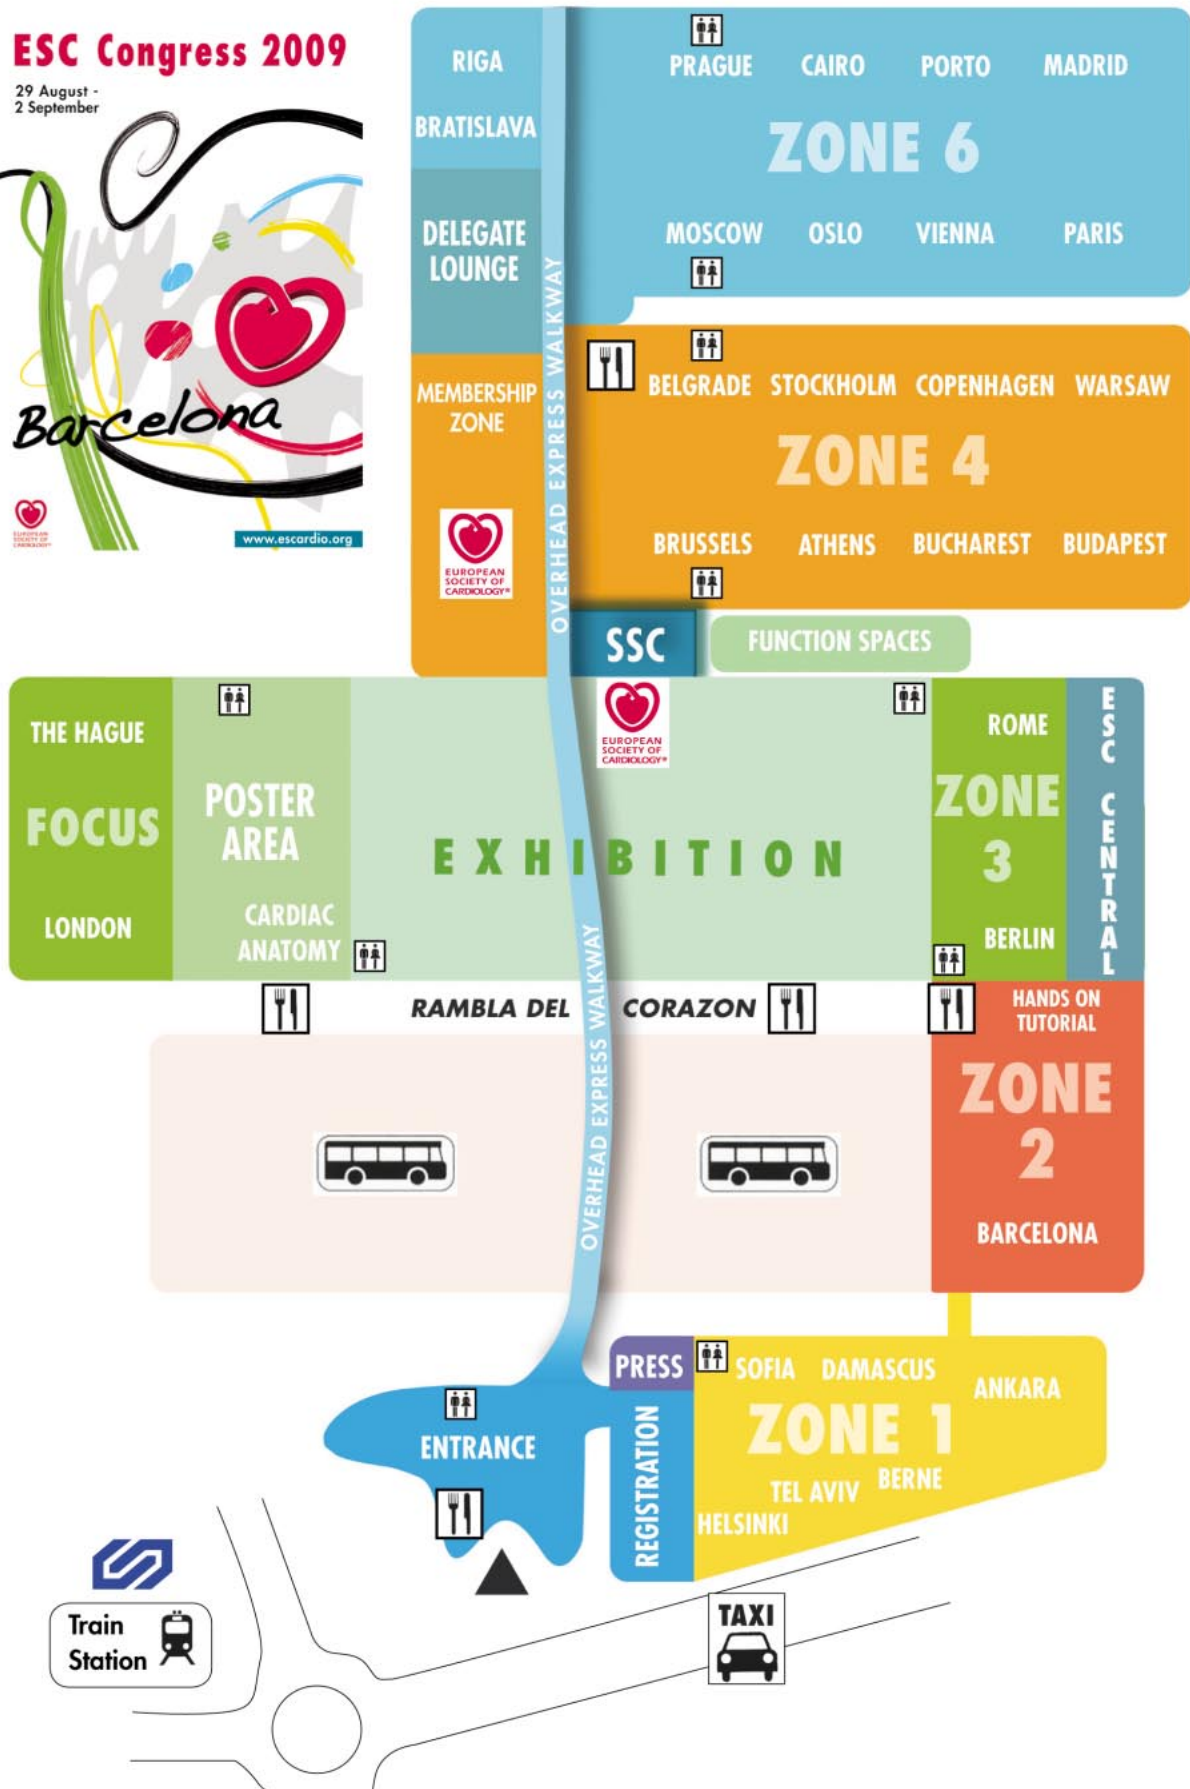 ESC Congress 2009
29 August -
2 September
Barcelona
EUROPEAN
SOCIETY OF
CARDIOLOGY®
www.escardio.org
RIGA
BRATISLAVA
DELEGATE
LOUNGE
MEMBERSHIP
ZONE
EUROPEAN
SOCIETY OF
CARDIOLOGY®
OVERHEAD EXPRESS WALKWAY
PRAGUE CAIRO PORTO MADRID
ZONE 6
MOSCOW OSLO VIENNA PARIS
BELGRADE STOCKHOLM COPENHAGEN WARSAW
ZONE 4
BRUSSELS ATHENS BUCHAREST BUDAPEST
SSC
FUNCTION SPACES
EUROPEAN
SOCIETY OF
CARDIOLOGY®
THE HAGUE
FOCUS
LONDON
POSTER
AREA
CARDIAC
ANATOMY
EXHIBITION
ROME
ZONE
3
BERLIN
ESC CENTRAL
RAMBLA DEL CORAZON
OVERHEAD EXPRESS WALKWAY
HANDS ON
TUTORIAL
ZONE
2
BARCELONA
PRESS
REGISTRATION
SOFIA DAMASCUS
ANKARA
ZONE 1
TEL AVIV BERNE
HELSINKI
ENTRANCE
Train
Station
TAXI